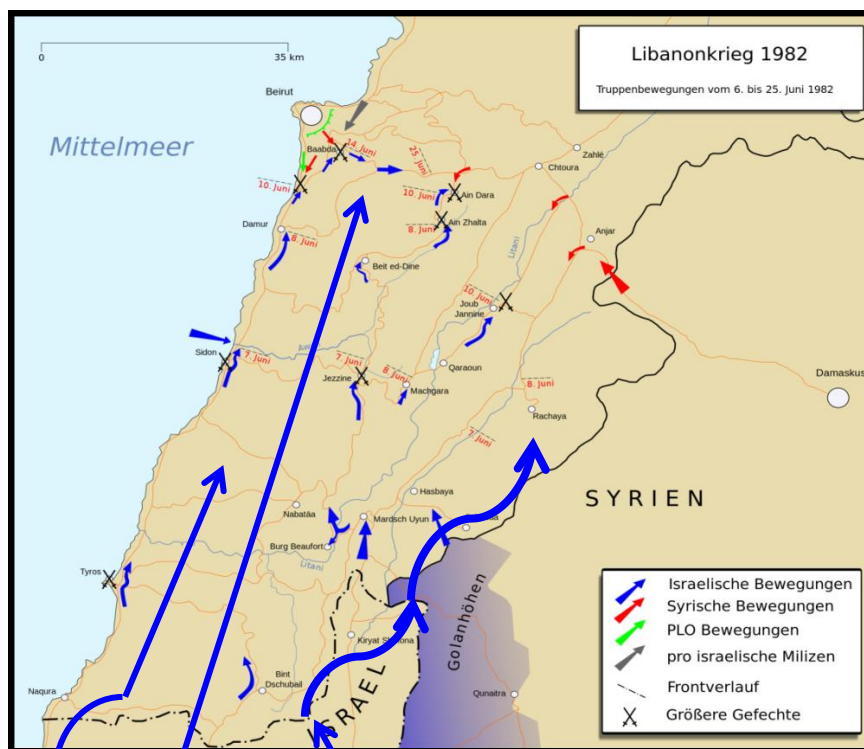 0
35 km
Libanonkrieg 1982
Truppenbewegungen vom 6. bis 25. Juni 1982
Beirut
Mittelmeer
Baabda
14. Juni
25. Juni
Zahlé
Chtoura
10. Juni
10. Juni
Ain Dara
Damur
8. Juni
8. Juni
Ain Zhalta
Litani
Anjar
Beit ed-Dine
10. Juni
Joub
Jannine
Sidon
7. Juni
7. Juni
Jezzine
8. Juni
Machgara
Qaraoun
8. Juni
Damaskus
Rachaya
7. Juni
Hasbaya
SYRIEN
Nabatäa
Mardsch Uyun
Burg Beaufort
Litani
Tyros
Golanhöhen
Kiryat
Bint
Dschubail
Naqura
ISRAEL
Qunaitra
Israelische Bewegungen
Syrische Bewegungen
PLO Bewegungen
pro israelische Milizen
Frontverlauf
Größere Gefechte